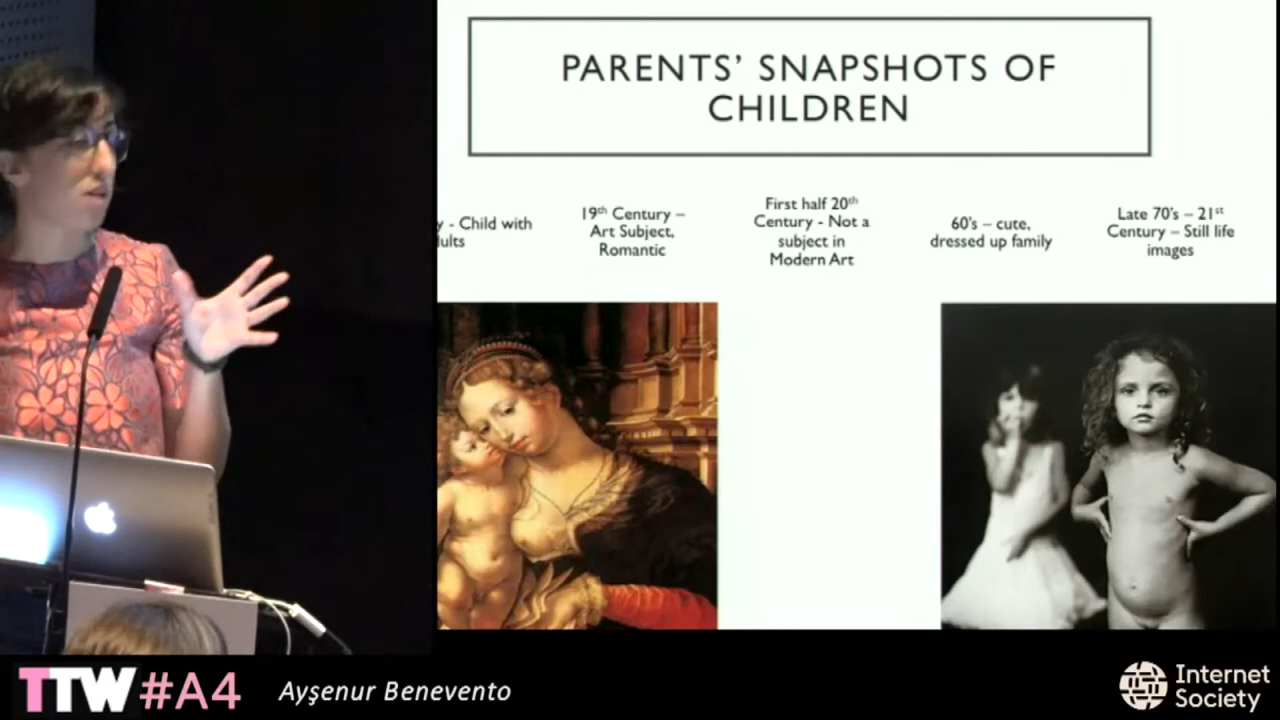 PARENTS' SNAPSHOTS OF
CHILDREN
y - Child with
lults
19th Century –
Art Subject,
Romantic
First half 20th
Century - Not a
subject in
Modern Art
60's – cute,
dressed up family
Late 70's – 21st
Century – Still life
images
TTW#A4
Ayşenur Benevento
Internet
Society